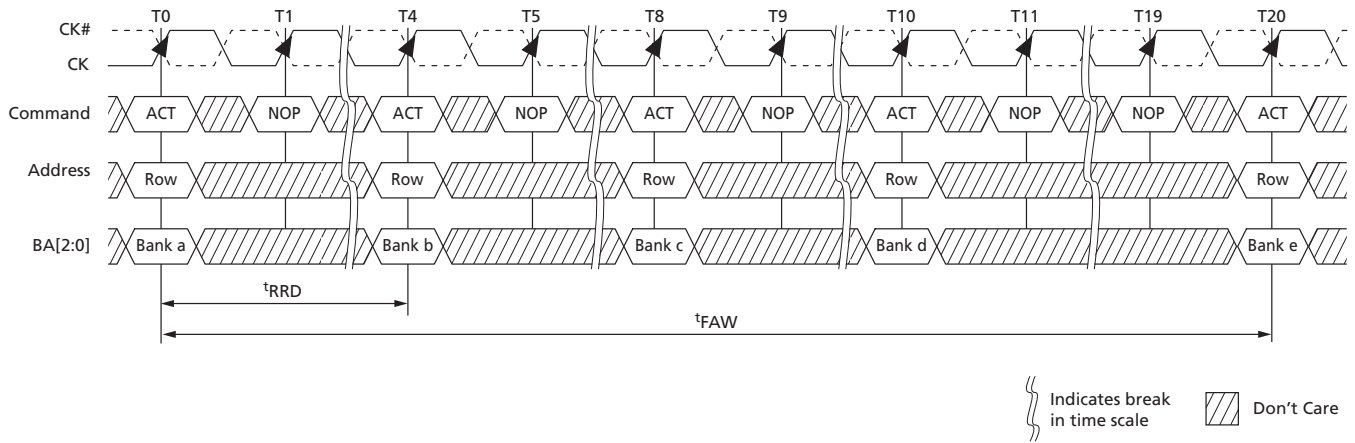 T0 T1 T4 T5 T8 T9 T10 T11 T19 T20
CK#
CK
Command ACT NOP ACT NOP ACT NOP ACT NOP NOP ACT
Address Row Row Row Row Row
BA[2:0] Bank a Bank b Bank c Bank d Bank e
tRRD
tFAW
Indicates break
in time scale
Don't Care